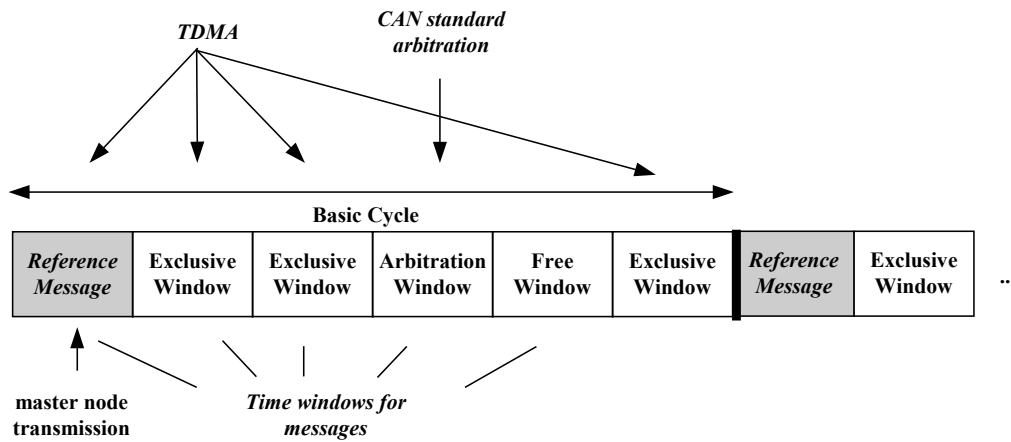 TDMA
CAN standard
arbitration
Basic Cycle
Reference
Message
Exclusive
Window
Exclusive
Window
Arbitration
Window
Free
Window
Exclusive
Window
Reference
Message
Exclusive
Window
..
master node
transmission
Time windows for
messages